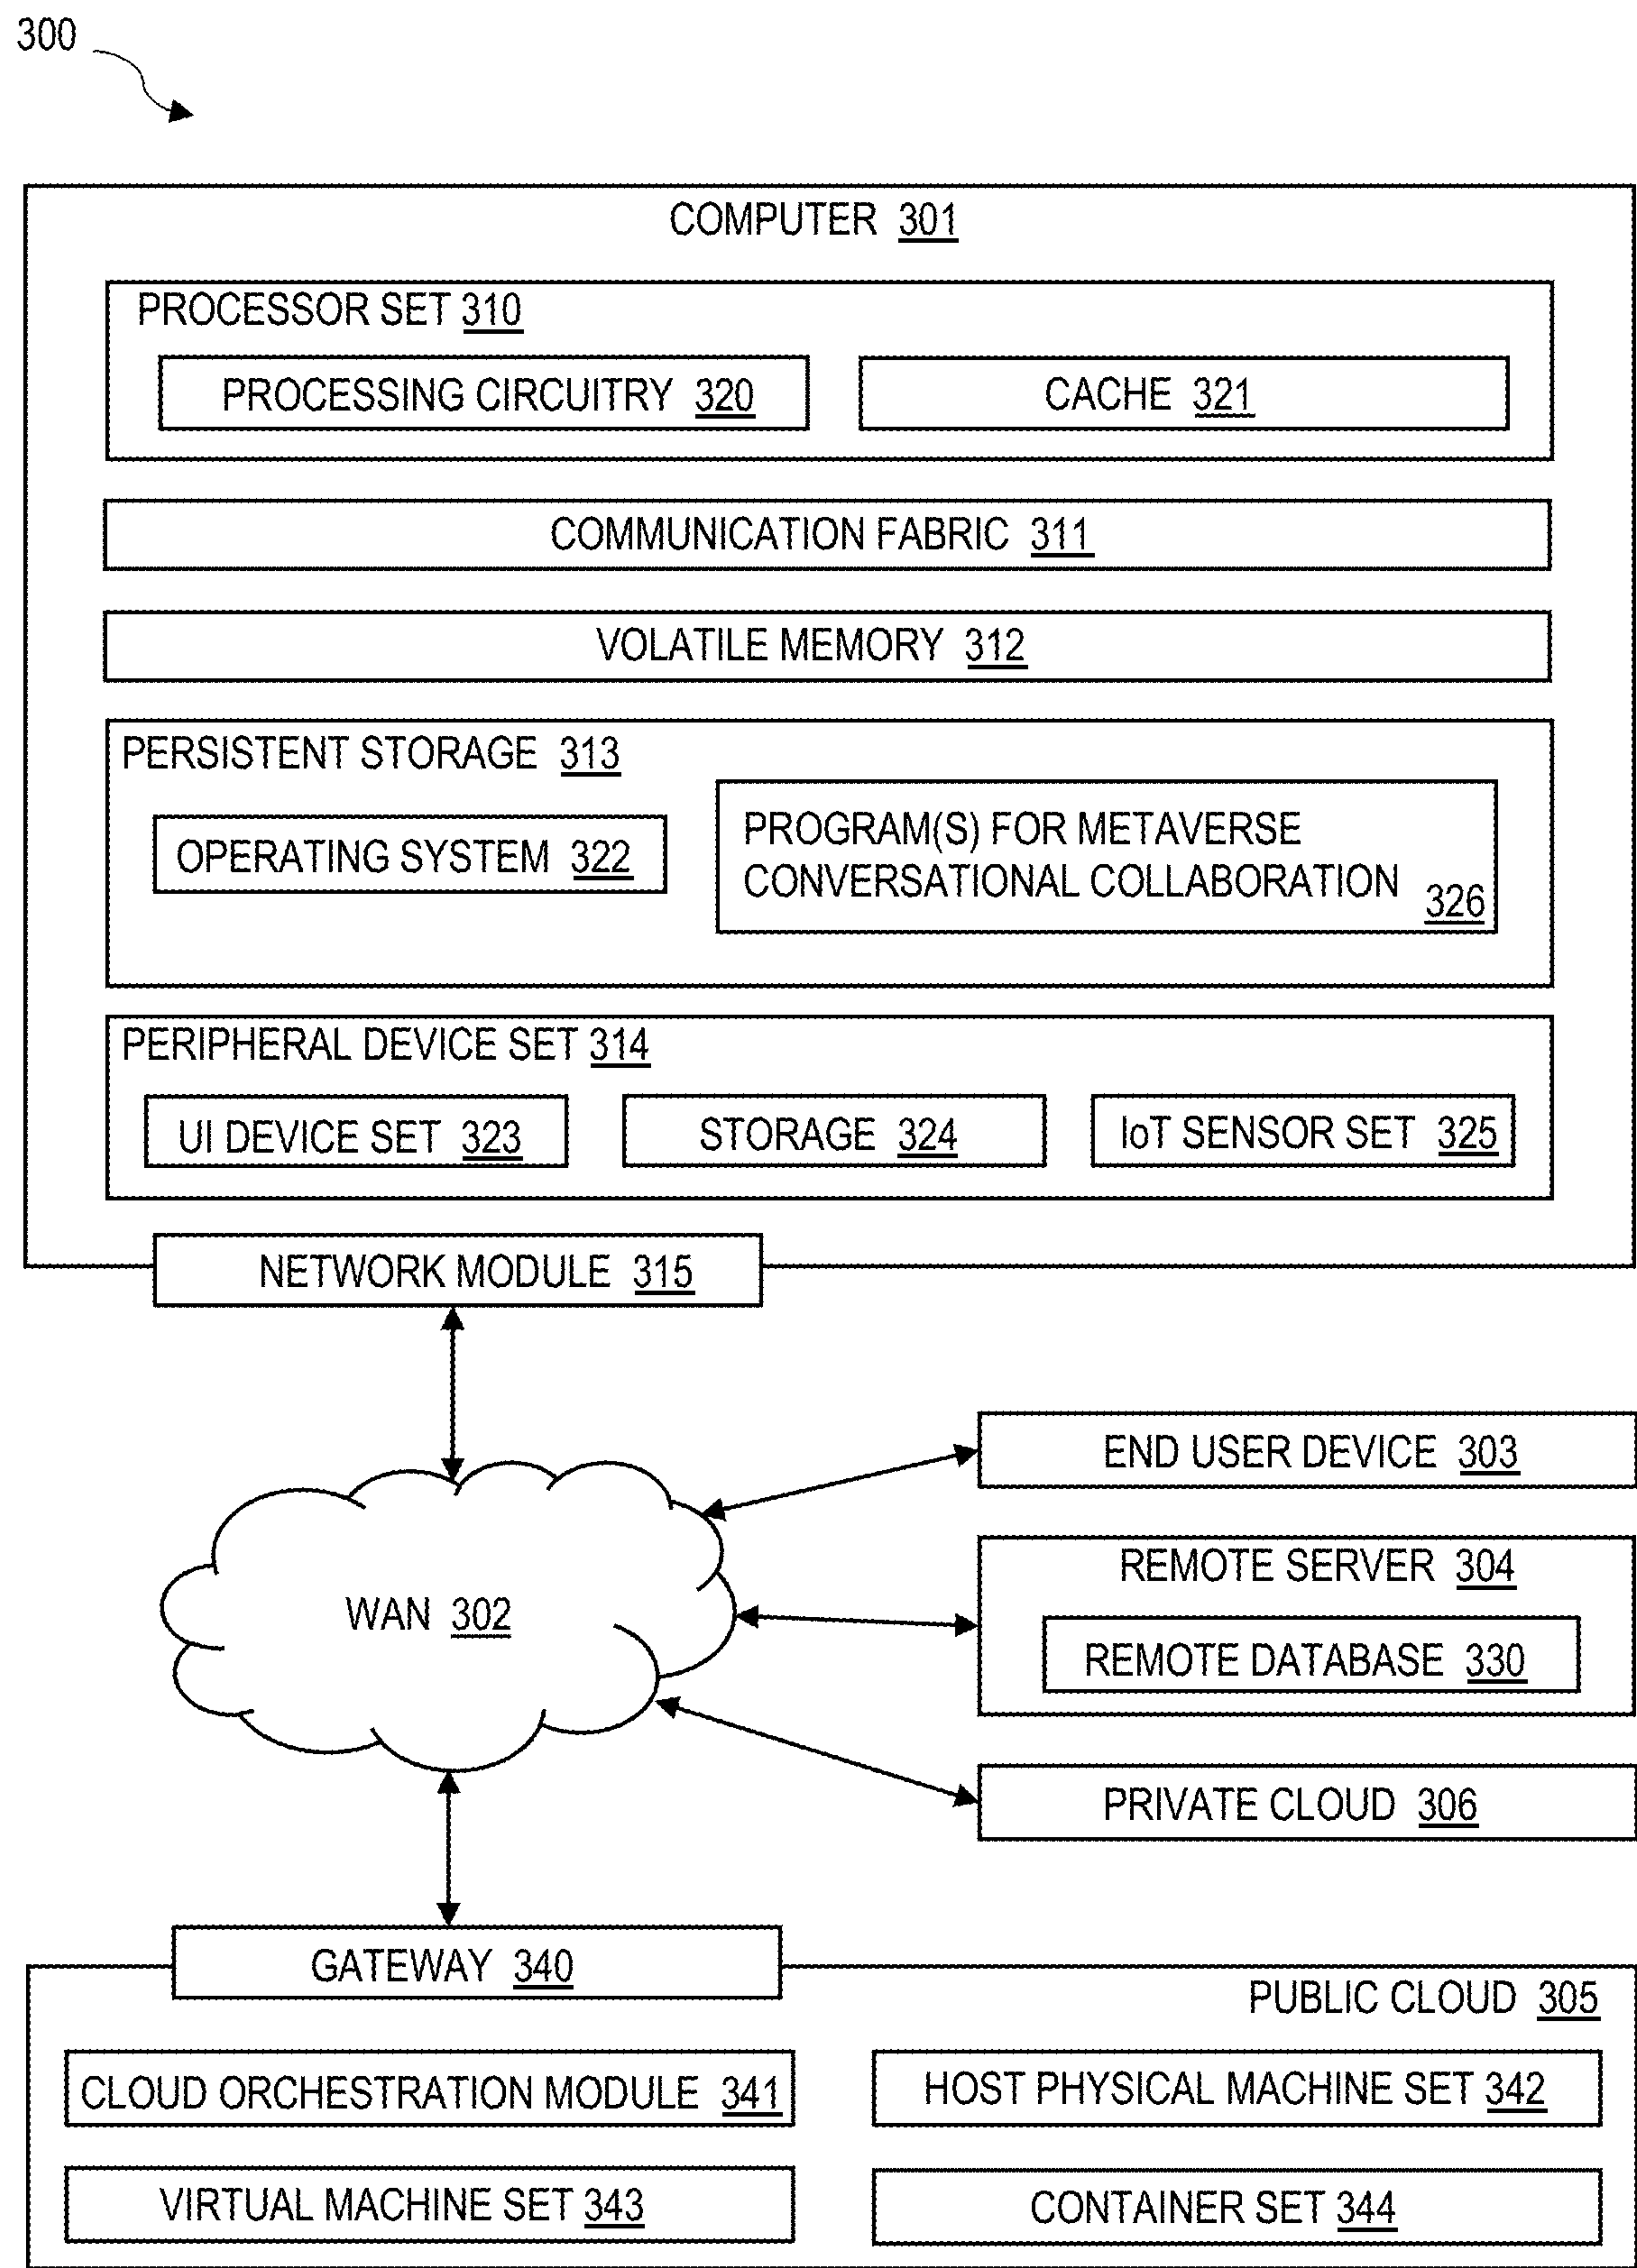 300
COMPUTER 301
PROCESSOR SET 310
PROCESSING CIRCUITRY 320
CACHE 321
COMMUNICATION FABRIC 311
VOLATILE MEMORY 312
PERSISTENT STORAGE 313
OPERATING SYSTEM 322
PROGRAM(S) FOR METAVERSE
CONVERSATIONAL COLLABORATION 326
PERIPHERAL DEVICE SET 314
UI DEVICE SET 323
STORAGE 324
IoT SENSOR SET 325
NETWORK MODULE 315
END USER DEVICE 303
WAN 302
REMOTE SERVER 304
REMOTE DATABASE 330
PRIVATE CLOUD 306
GATEWAY 340
PUBLIC CLOUD 305
CLOUD ORCHESTRATION MODULE 341
HOST PHYSICAL MACHINE SET 342
VIRTUAL MACHINE SET 343
CONTAINER SET 344